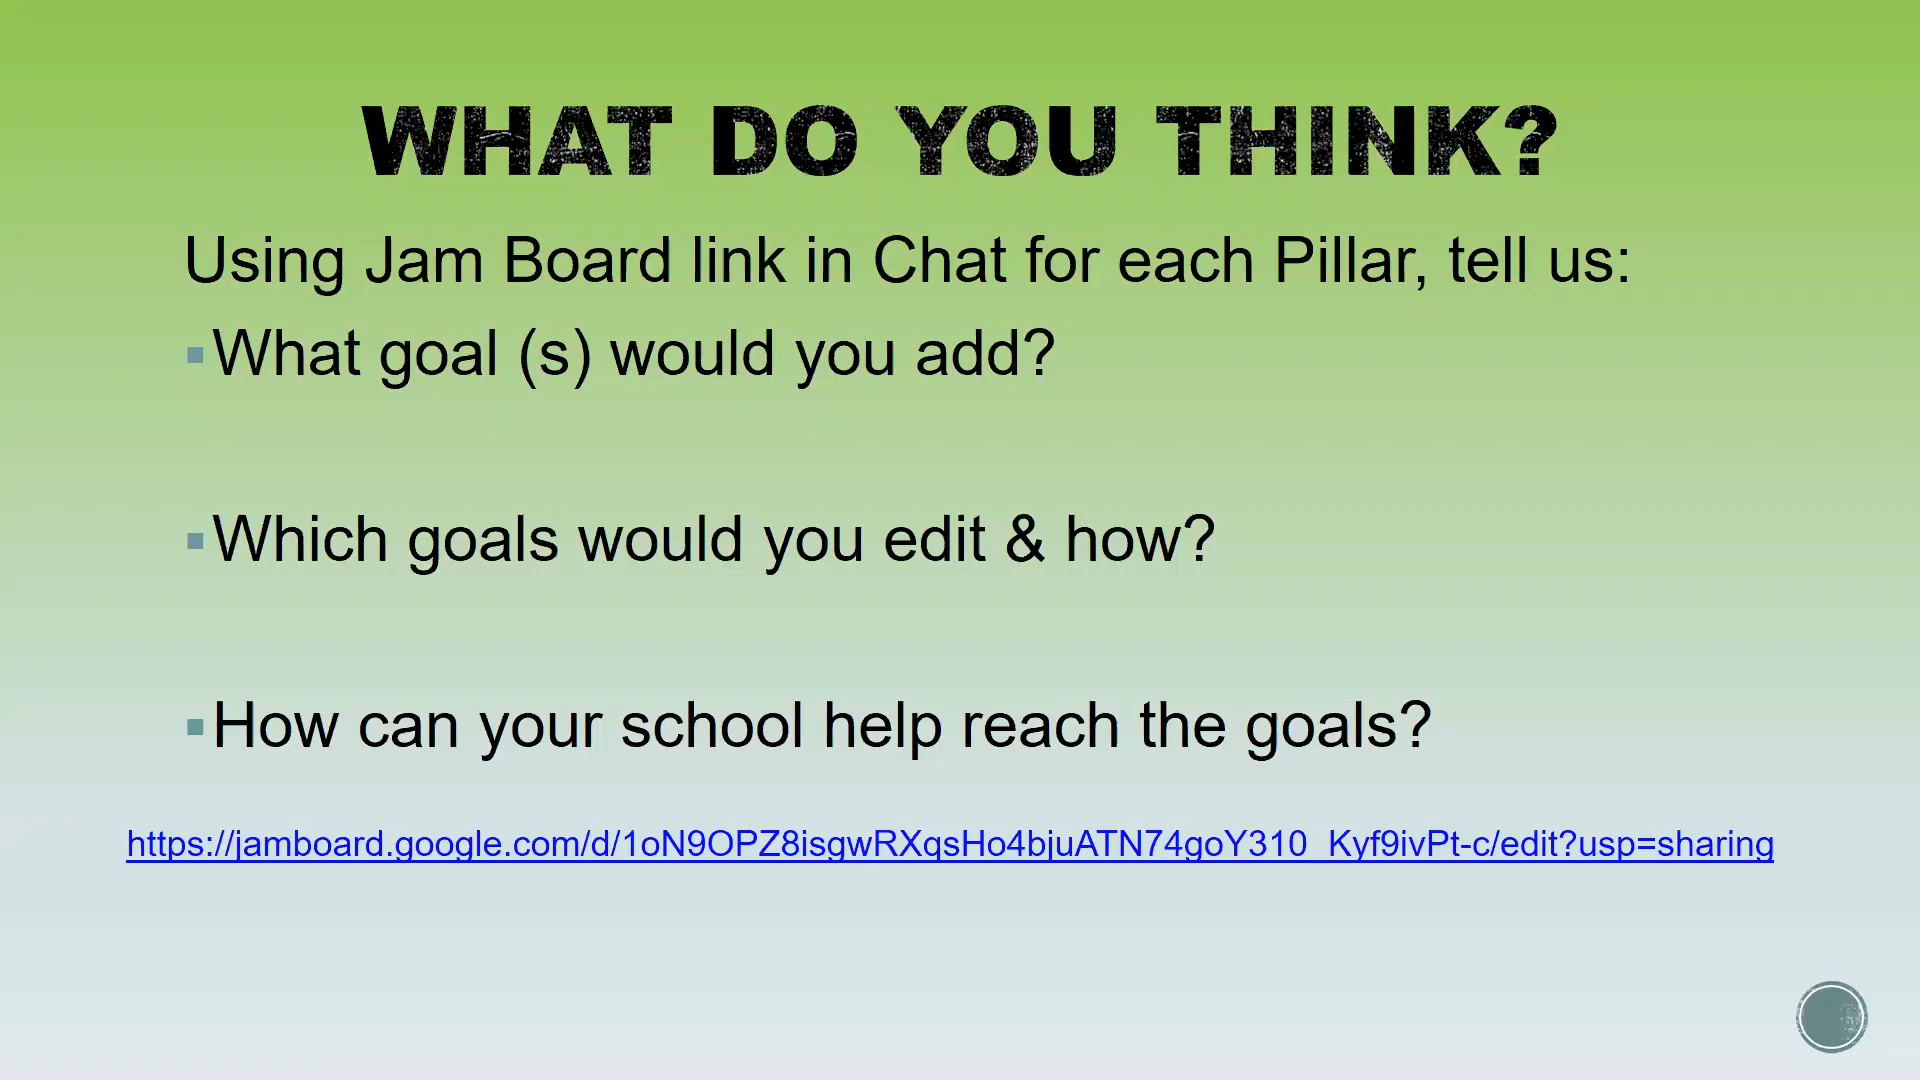 WHAT DO YOU THINK?
Using Jam Board link in Chat for each Pillar, tell us:
▪What goal (s) would you add?
▪Which goals would you edit & how?
▪How can your school help reach the goals?
https://jamboard.google.com/d/1oN9OPZ8isgwRXqsHo4bjuATN74goY310_Kyf9ivPt-c/edit?usp=sharing